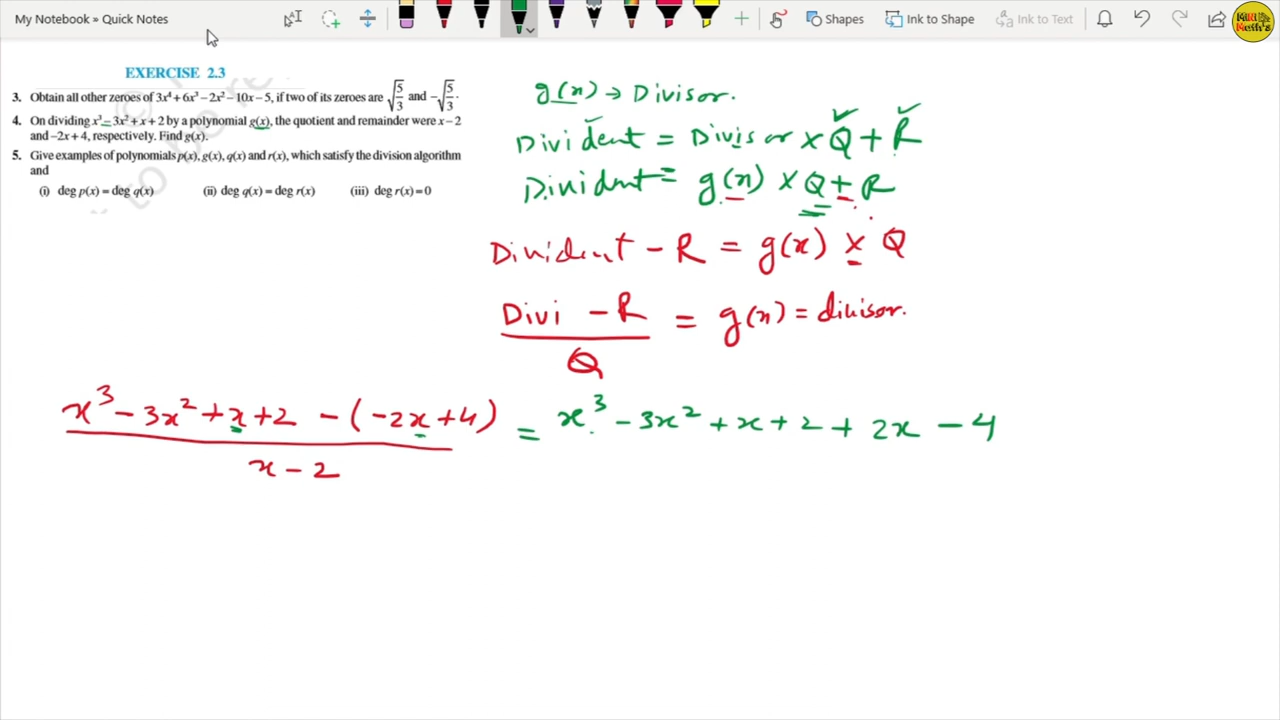 My Notebook » Quick Notes
Shapes
Ink to Shape
Ink to Text
EXERCISE 2.3
3. Obtain all other zeroes of 3x⁴ + 6x³ – 2x² – 10x – 5, if two of its zeroes are √(5/3) and –√(5/3).
4. On dividing x³ – 3x² + x + 2 by a polynomial g(x), the quotient and remainder were x – 2
and –2x + 4, respectively. Find g(x).
5. Give examples of polynomials p(x), g(x), q(x) and r(x), which satisfy the division algorithm
and
(i) deg p(x) = deg q(x) (ii) deg q(x) = deg r(x) (iii) deg r(x) = 0
g(x) → Divisor.
Divident = Divisor × Q + R
Divident = g(x) × Q + R
Divident – R = g(x) × Q
Divi – R / Q = g(x) = divisor.
x³ – 3x² + x + 2 – (–2x + 4) / x – 2 = x³ – 3x² + x + 2 + 2x – 4